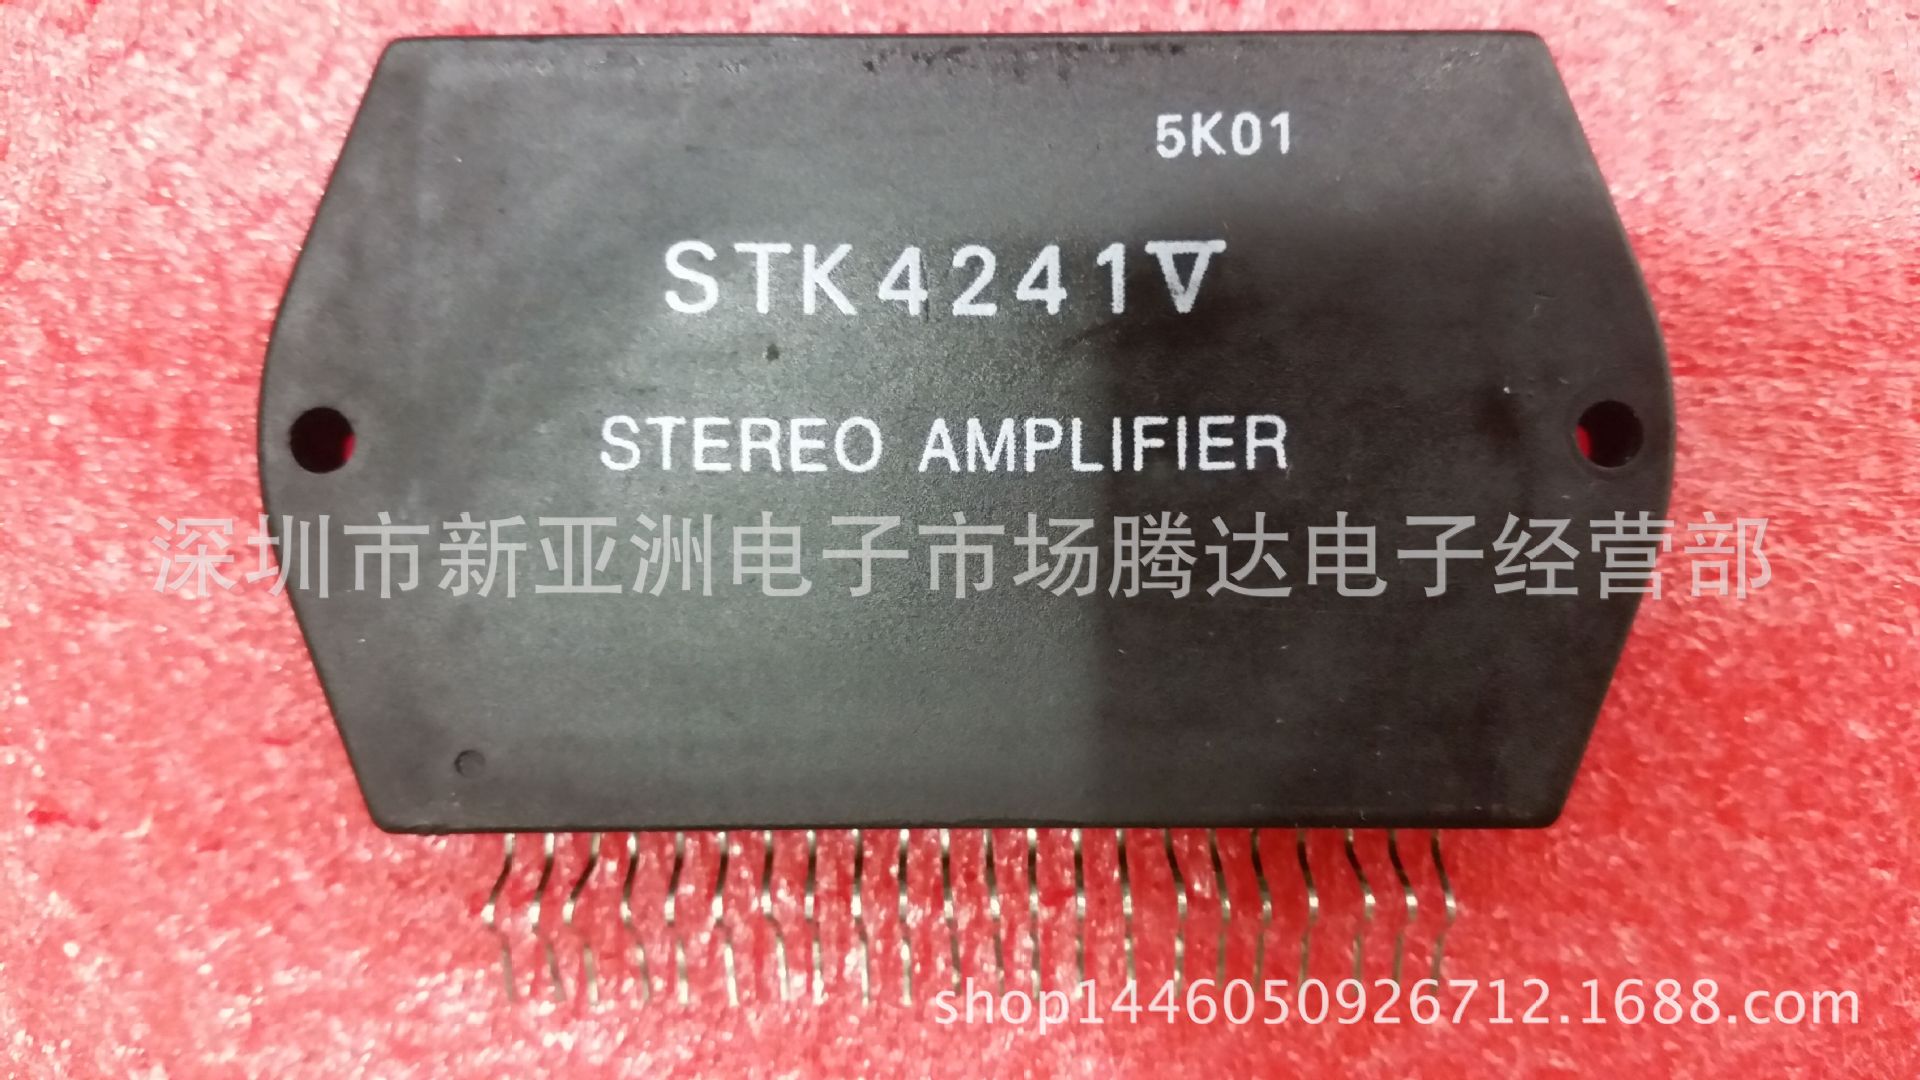 5K01
STK4241V
STEREO AMPLIFIER
深圳市新亚洲电子市场腾达电子经营部
shop1446050926712.1688.com